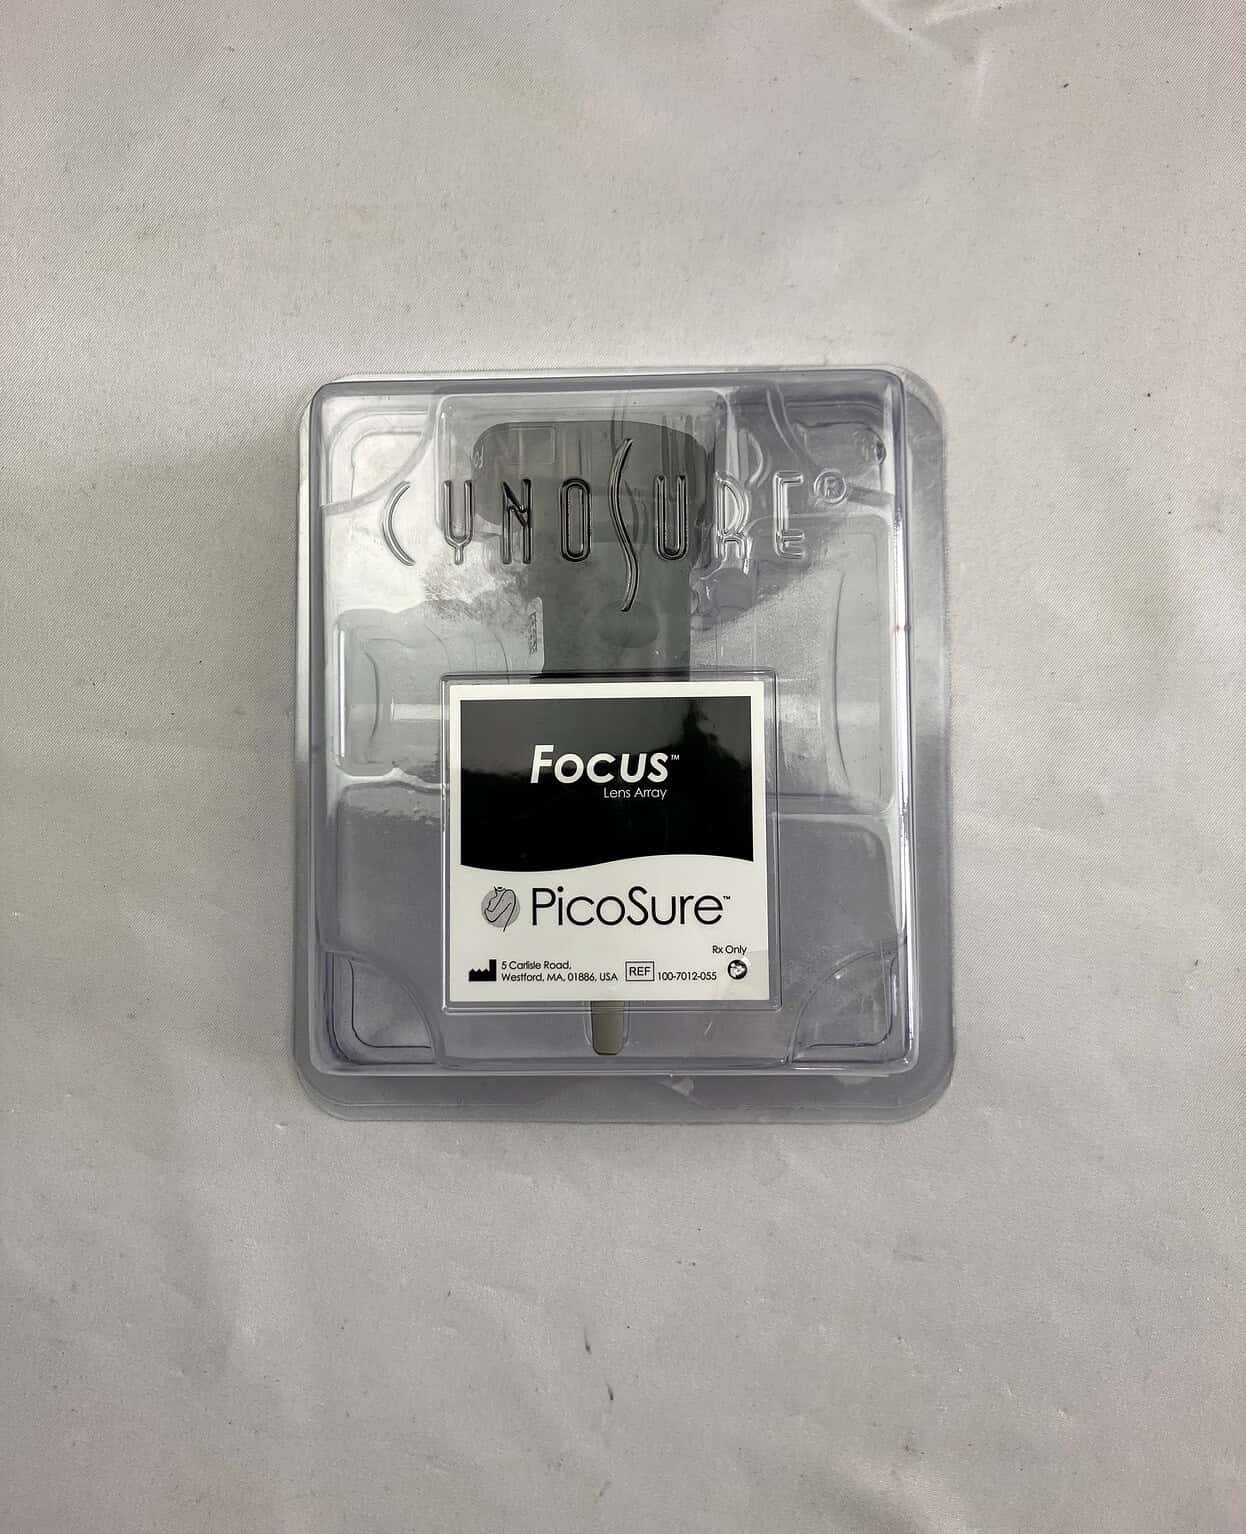 CYNOSURE®
Focus™
Lens Array
PicoSure™
Rx Only
5 Carlisle Road,
Westford, MA, 01886, USA
REF 100-7012-055